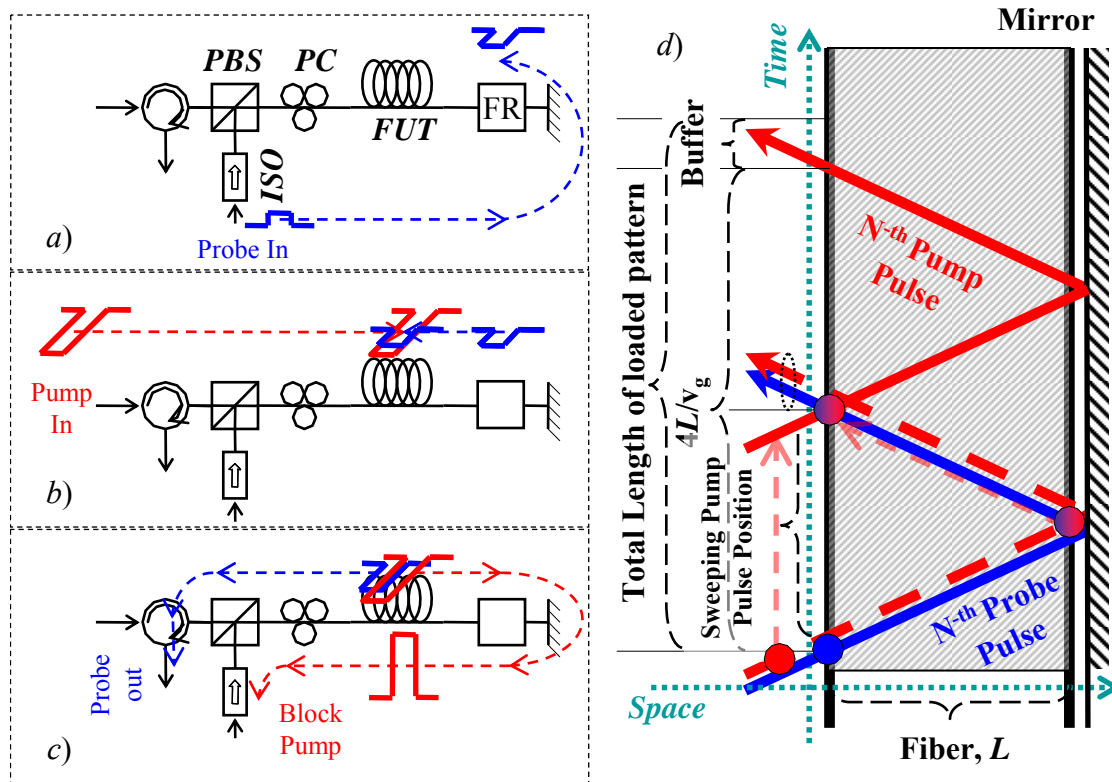 PBS
PC
FUT
FR
ISO
Probe In
a)
Pump
In
b)
Probe
out
Block
Pump
c)
d)
Mirror
Time
Total Length of loaded pattern
Buffer
4L/vg
Sweeping Pump
Pulse Position
N-th Pump
Pulse
N-th Probe
Pulse
Space
Fiber, L